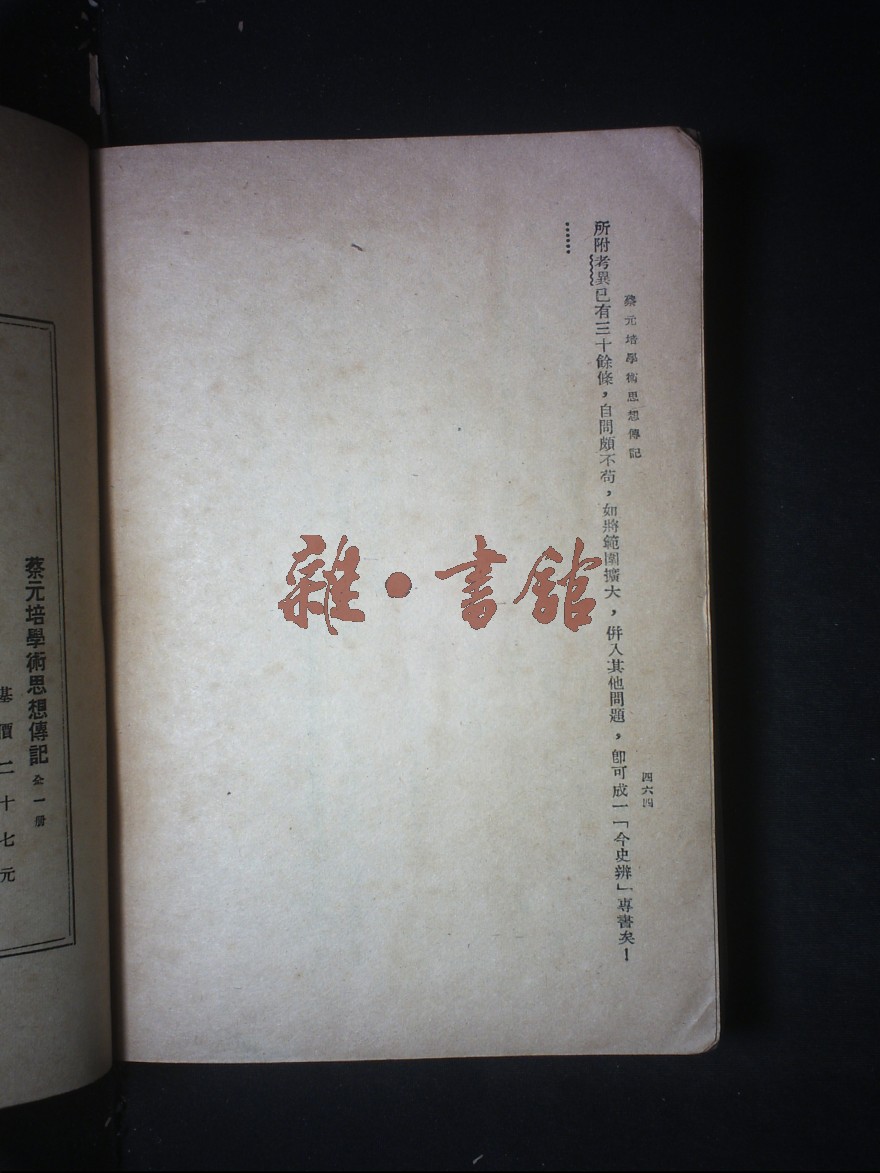 蔡元培學術思想傳記
四六四
所附考異已有三十餘條，自問頗不苟，如將範圍擴大，併入其他問題，卽可成一「今史辨」專書矣！
……
雜·書館
蔡元培學術思想傳記 全一冊
基價二十七元